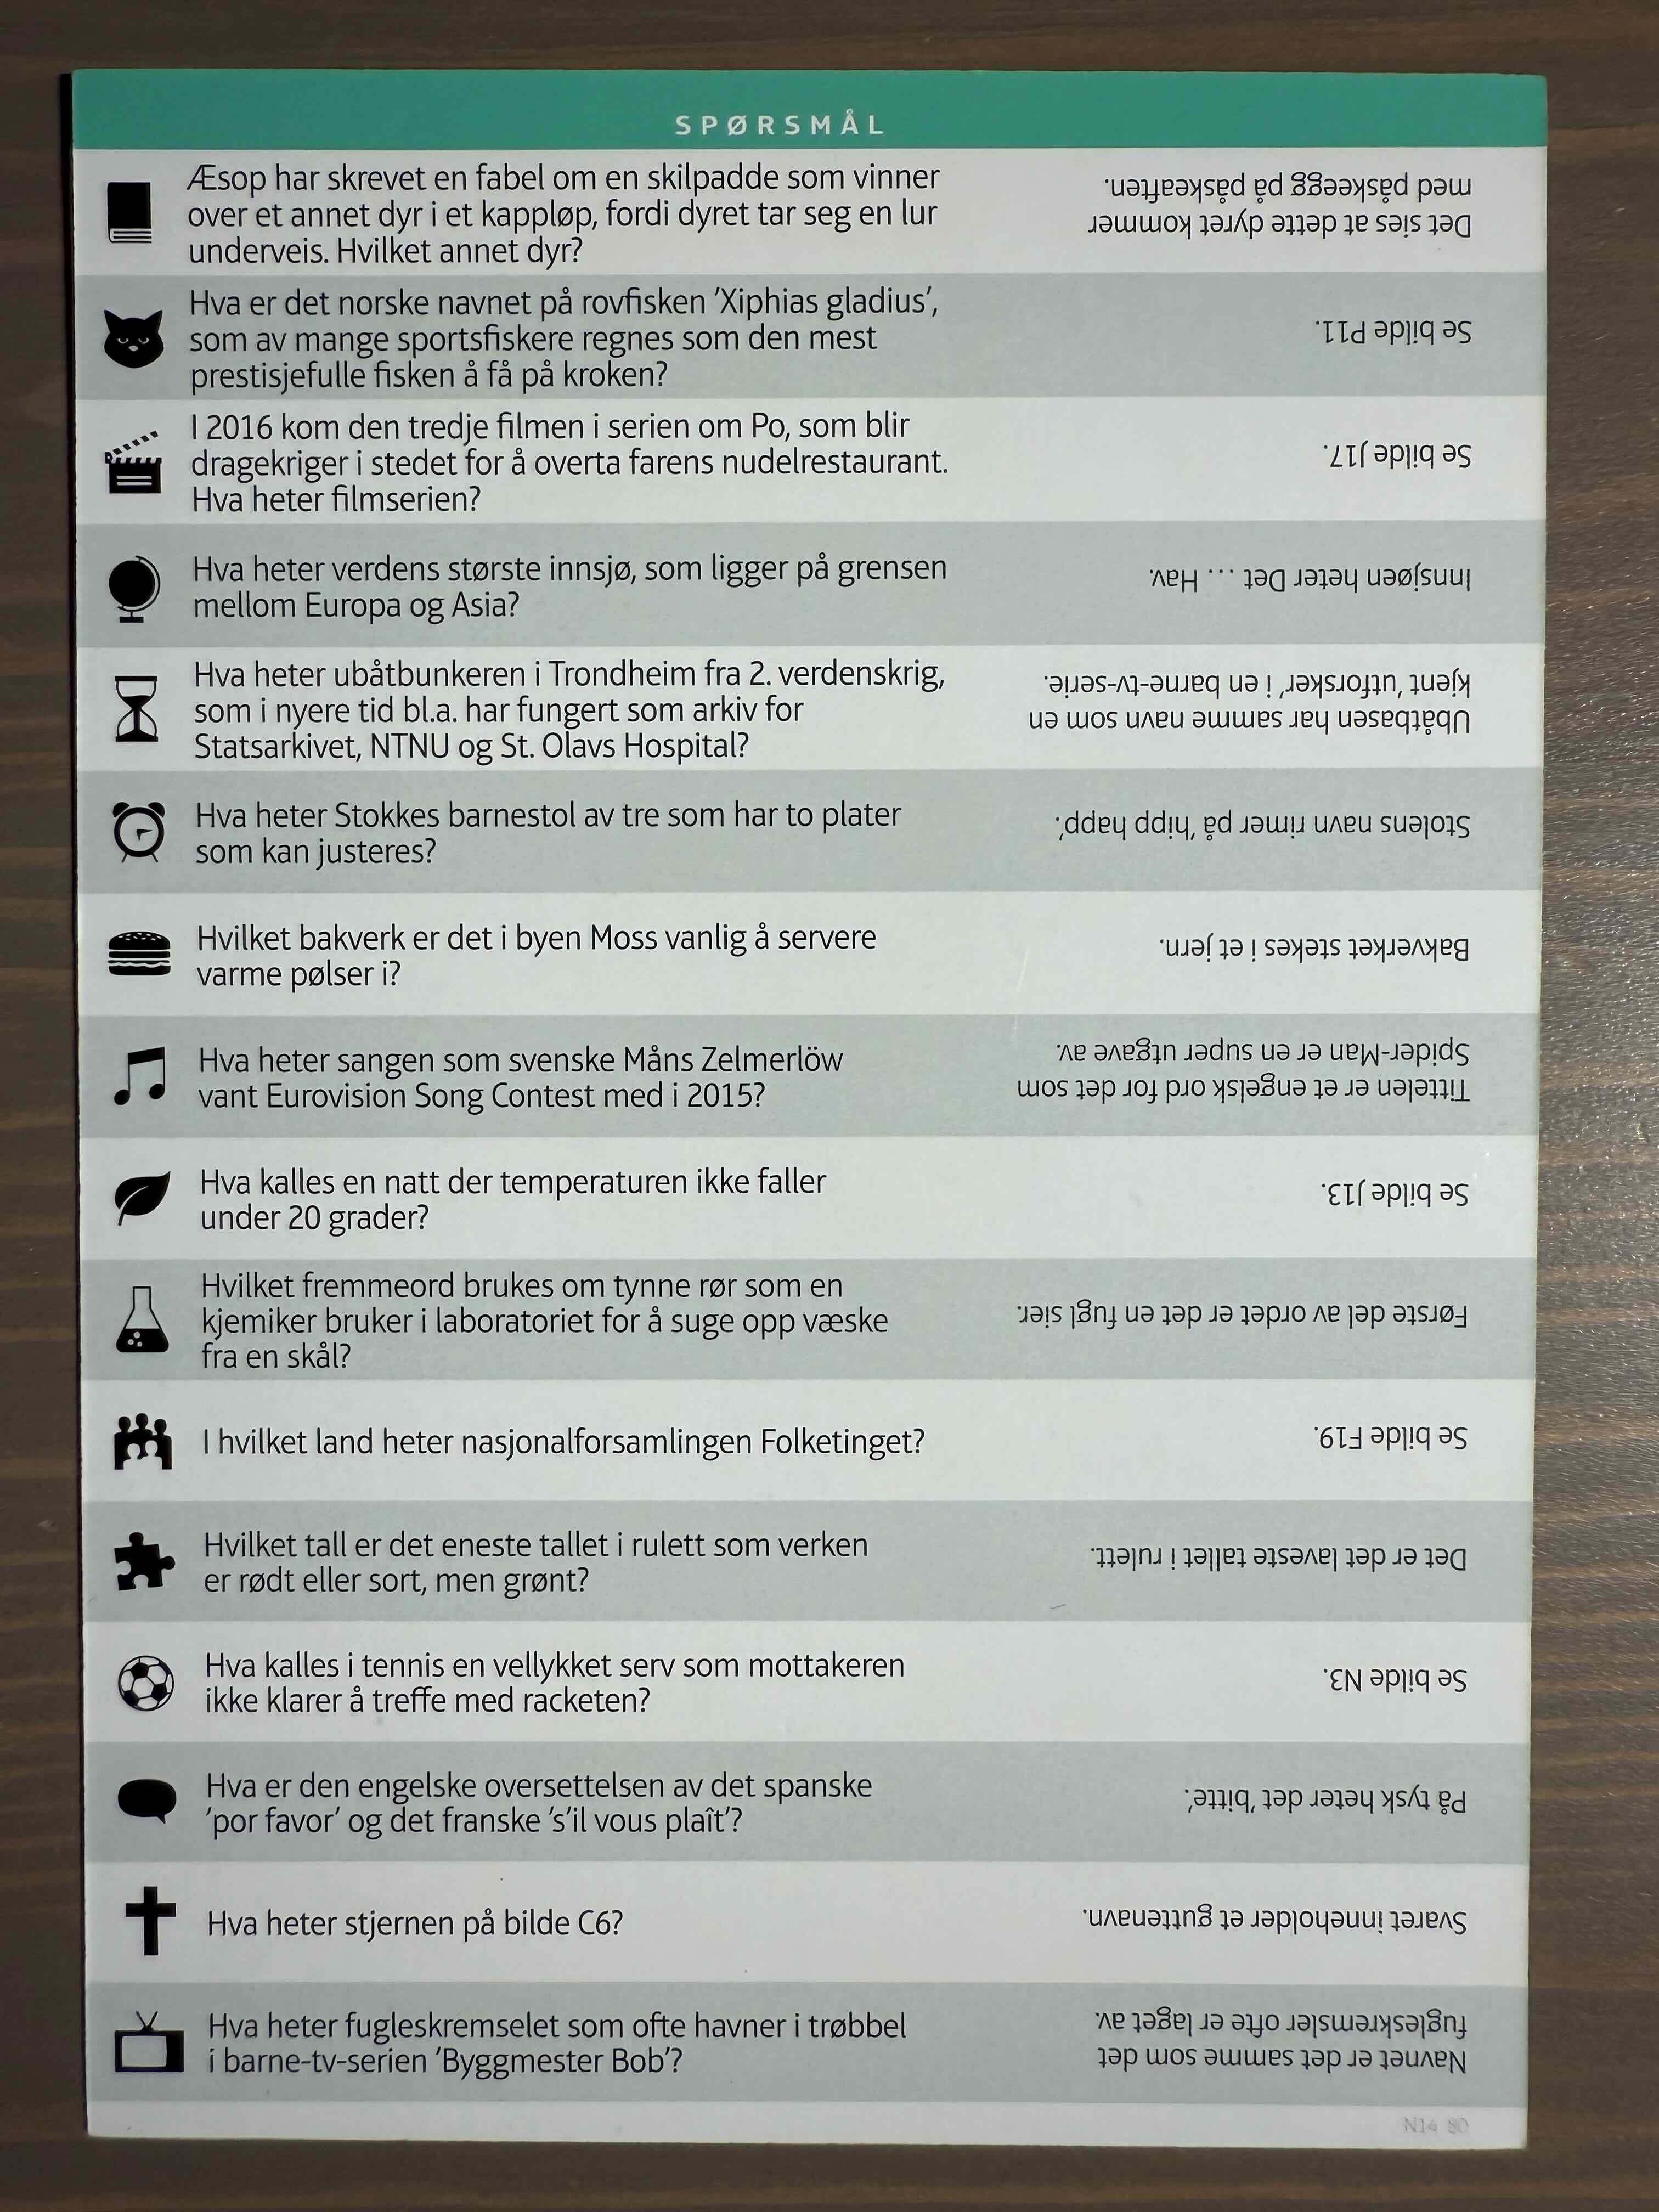 SPØRSMÅL
Æsop har skrevet en fabel om en skilpadde som vinner
over et annet dyr i et kappløp, fordi dyret tar seg en lur
underveis. Hvilket annet dyr?
Det sies at dette dyret kommer
med påskeegg på påskeaften.
Hva er det norske navnet på rovfisken 'Xiphias gladius',
som av mange sportsfiskere regnes som den mest
prestisjefulle fisken å få på kroken?
Se bilde P11.
I 2016 kom den tredje filmen i serien om Po, som blir
dragekriger i stedet for å overta farens nudelrestaurant.
Hva heter filmserien?
Se bilde J17.
Hva heter verdens største innsjø, som ligger på grensen
mellom Europa og Asia?
Innsjøen heter Det ... Hav.
Hva heter ubåtbunkeren i Trondheim fra 2. verdenskrig,
som i nyere tid bl.a. har fungert som arkiv for
Statsarkivet, NTNU og St. Olavs Hospital?
Ubåtbasen har samme navn som en
kjent 'utforsker' i en barne-tv-serie.
Hva heter Stokkes barnestol av tre som har to plater
som kan justeres?
Stolens navn rimer på 'hipp happ'.
Hvilket bakverk er det i byen Moss vanlig å servere
varme pølser i?
Bakverket stekes i et jern.
Hva heter sangen som svenske Måns Zelmerlöw
vant Eurovision Song Contest med i 2015?
Tittelen er et engelsk ord for det som
Spider-Man er en super utgave av.
Hva kalles en natt der temperaturen ikke faller
under 20 grader?
Se bilde J13.
Hvilket fremmeord brukes om tynne rør som en
kjemiker bruker i laboratoriet for å suge opp væske
fra en skål?
Første del av ordet er det en fugl sier.
I hvilket land heter nasjonalforsamlingen Folketinget?
Se bilde F19.
Hvilket tall er det eneste tallet i rulett som verken
er rødt eller sort, men grønt?
Det er det laveste tallet i rulett.
Hva kalles i tennis en vellykket serv som mottakeren
ikke klarer å treffe med racketen?
Se bilde N3.
Hva er den engelske oversettelsen av det spanske
'por favor' og det franske 's'il vous plaît'?
På tysk heter det 'bitte'.
Hva heter stjernen på bilde C6?
Svaret inneholder et guttenavn.
Hva heter fugleskremselet som ofte havner i trøbbel
i barne-tv-serien 'Byggmester Bob'?
Navnet er det samme som det
fugleskremsler ofte er laget av.
N14 80